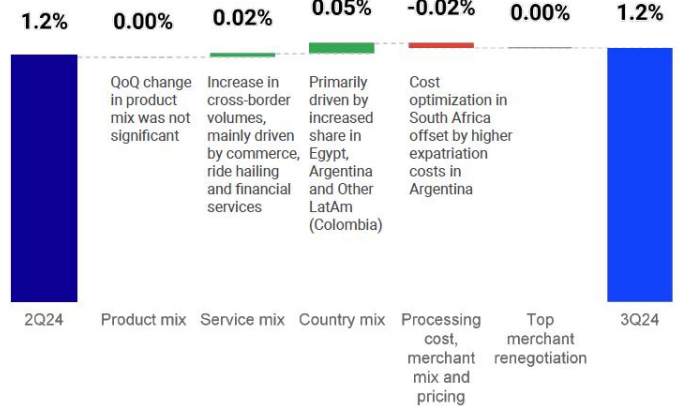 1.2% 0.00% 0.02% 0.05% -0.02% 0.00% 1.2%
QoQ change
in product
mix was not
significant
Increase in
cross-border
volumes,
mainly driven
by commerce,
ride hailing
and financial
services
Primarily
driven by
increased
share in
Egypt,
Argentina
and Other
LatAm
(Colombia)
Cost
optimization in
South Africa
offset by higher
expatriation
costs in
Argentina
2Q24
Product mix
Service mix
Country mix
Processing
cost,
merchant
mix and
pricing
Top
merchant
renegotiation
3Q24